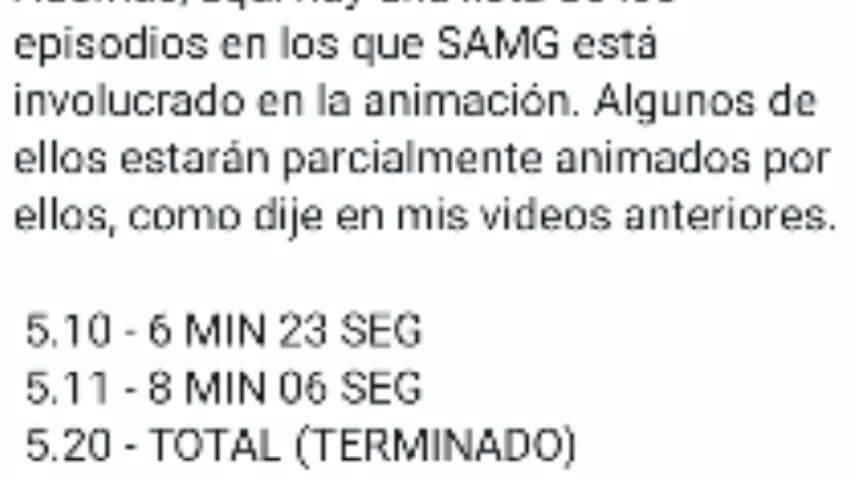 episodios en los que SAMG está
involucrado en la animación. Algunos de
ellos estarán parcialmente animados por
ellos, como dije en mis videos anteriores.
5.10 - 6 MIN 23 SEG
5.11 - 8 MIN 06 SEG
5.20 - TOTAL (TERMINADO)